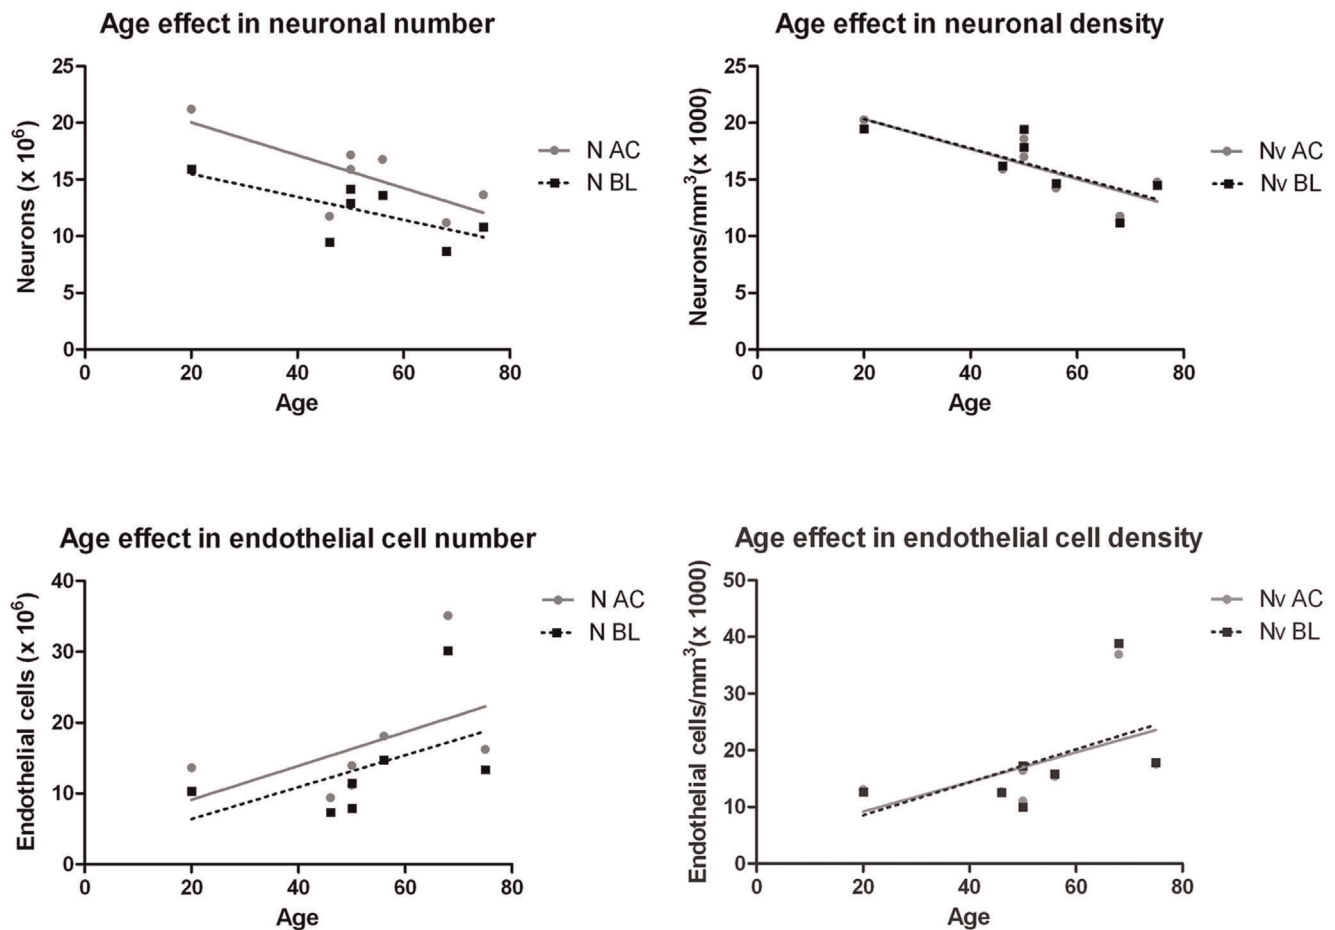 Age effect in neuronal number
Neurons (x 10⁶)
25
20
15
10
5
0
0 20 40 60 80
Age
N AC
N BL
Age effect in neuronal density
Neurons/mm³(x 1000)
25
20
15
10
5
0
0 20 40 60 80
Age
Nv AC
Nv BL
Age effect in endothelial cell number
Endothelial cells (x 10⁶)
40
30
20
10
0
0 20 40 60 80
Age
N AC
N BL
Age effect in endothelial cell density
Endothelial cells/mm³(x 1000)
50
40
30
20
10
0
0 20 40 60 80
Age
Nv AC
Nv BL